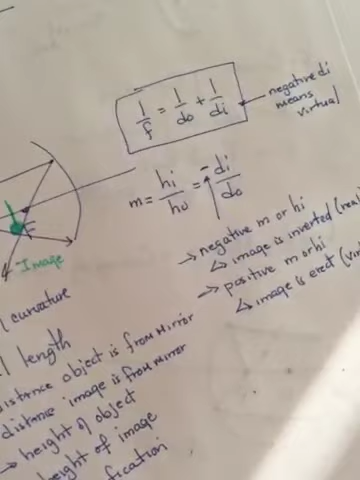 1/f = 1/do + 1/di
negative di
means
virtual
m = hi/ho = -di/do
F
Image
→ negative m or hi
↳ image is inverted (real
→ positive m or hi
↳ image is erect (vir
curvature
length
distance object is from mirror
distance image is from mirror
→ height of object
height of image
fication